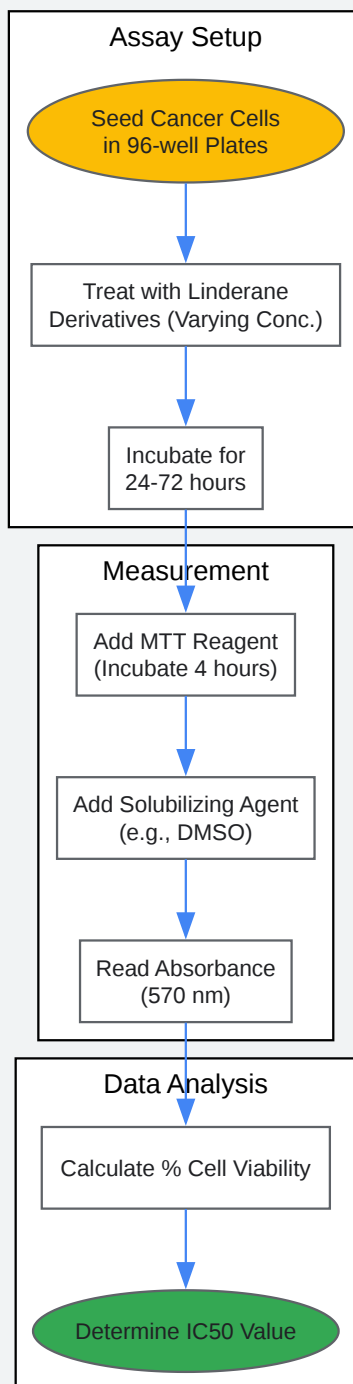 Assay Setup
Seed Cancer Cells
in 96-well Plates
Treat with Linderane
Derivatives (Varying Conc.)
Incubate for
24-72 hours
Measurement
Add MTT Reagent
(Incubate 4 hours)
Add Solubilizing Agent
(e.g., DMSO)
Read Absorbance
(570 nm)
Data Analysis
Calculate % Cell Viability
Determine IC50 Value